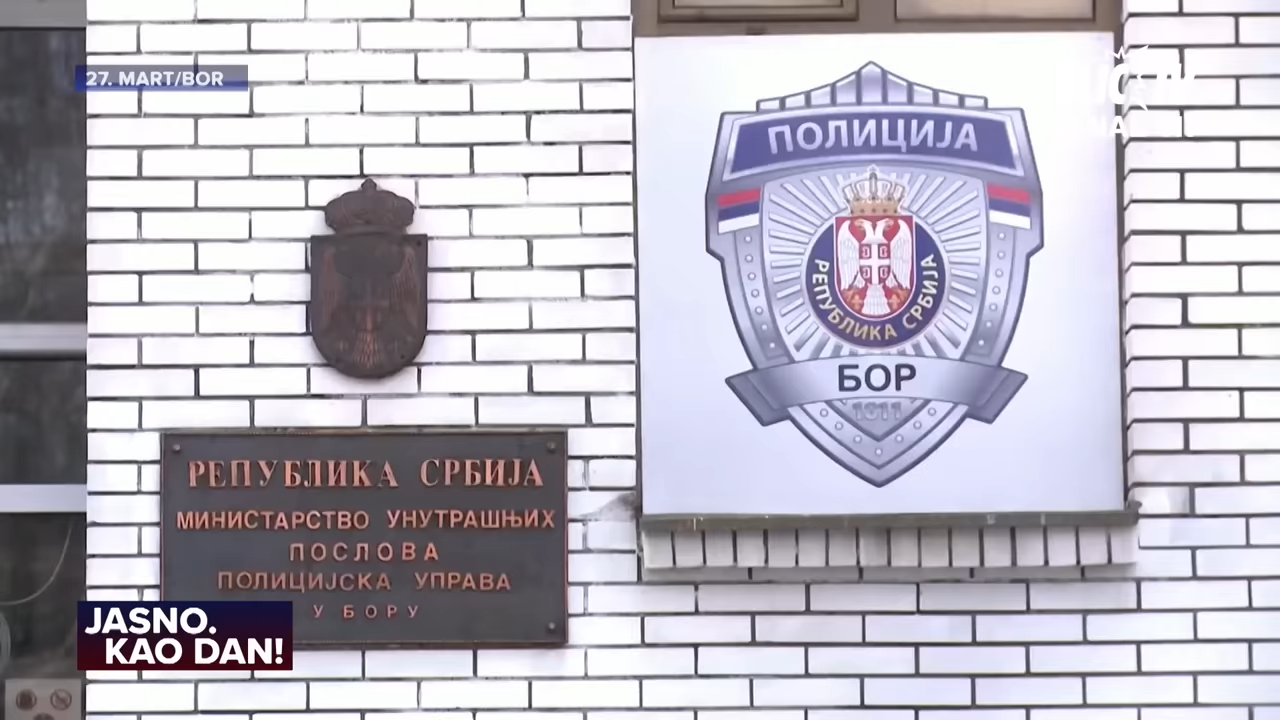 27. MART/BOR
ПОЛИЦИЈА
РЕПУБЛИКА СРБИЈА
БОР
1811
РЕПУБЛИКА СРБИЈА
МИНИСТАРСТВО УНУТРАШЊИХ
ПОСЛОВА
ПОЛИЦИЈСКА УПРАВА
У БОРУ
JASNO.
KAO DAN!